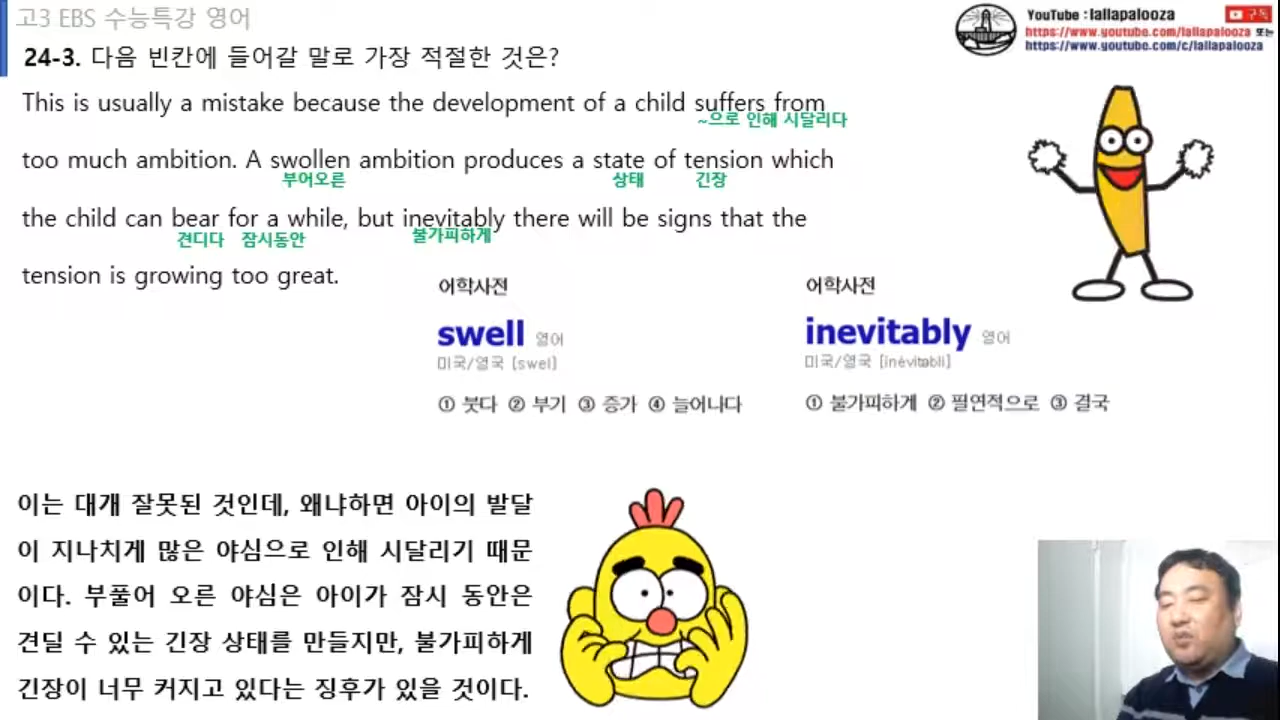 고3 EBS 수능특강 영어
YouTube : lallapalooza
구독
https://www.youtube.com/lallapalooza 또는
https://www.youtube.com/c/lallapalooza
24-3. 다음 빈칸에 들어갈 말로 가장 적절한 것은?
This is usually a mistake because the development of a child suffers from
~으로 인해 시달리다
too much ambition. A swollen ambition produces a state of tension which
부어오른 상태 긴장
the child can bear for a while, but inevitably there will be signs that the
견디다 잠시동안 불가피하게
tension is growing too great.
어학사전
swell 영어
미국/영국 [swel]
① 붓다 ② 부기 ③ 증가 ④ 늘어나다
어학사전
inevitably 영어
미국/영국 [inévitəbli]
① 불가피하게 ② 필연적으로 ③ 결국
이는 대개 잘못된 것인데, 왜냐하면 아이의 발달
이 지나치게 많은 야심으로 인해 시달리기 때문
이다. 부풀어 오른 야심은 아이가 잠시 동안은
견딜 수 있는 긴장 상태를 만들지만, 불가피하게
긴장이 너무 커지고 있다는 징후가 있을 것이다.